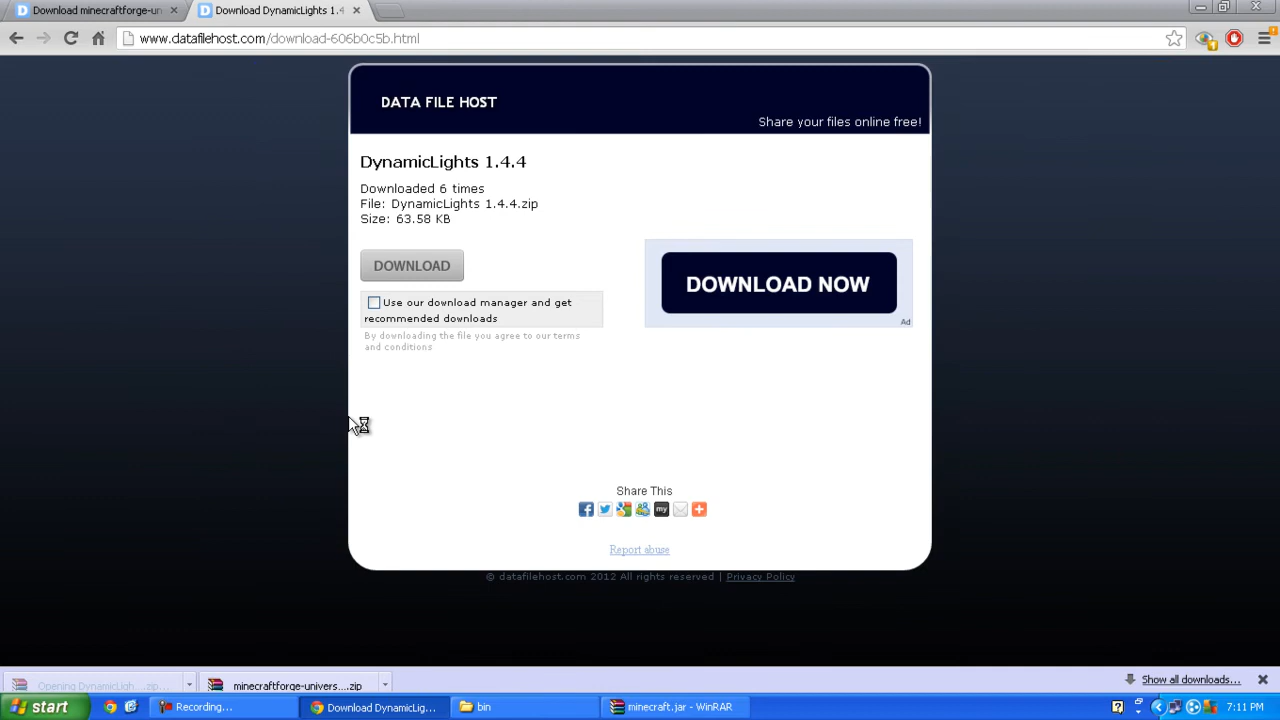 Download minecraftforge-un
Download DynamicLights 1.4
www.datafilehost.com/download-606b0c5b.html
DATA FILE HOST
Share your files online free!
DynamicLights 1.4.4
Downloaded 6 times
File: DynamicLights 1.4.4.zip
Size: 63.58 KB
DOWNLOAD
DOWNLOAD NOW
Ad
Use our download manager and get
recommended downloads
By downloading the file you agree to our terms
and conditions
Share This
my
Report abuse
© datafilehost.com 2012 All rights reserved | Privacy Policy
Opening DynamicLigh....zip...
minecraftforge-univers....zip
Show all downloads...
start
Recording...
Download DynamicLig...
bin
minecraft.jar - WinRAR
7:11 PM